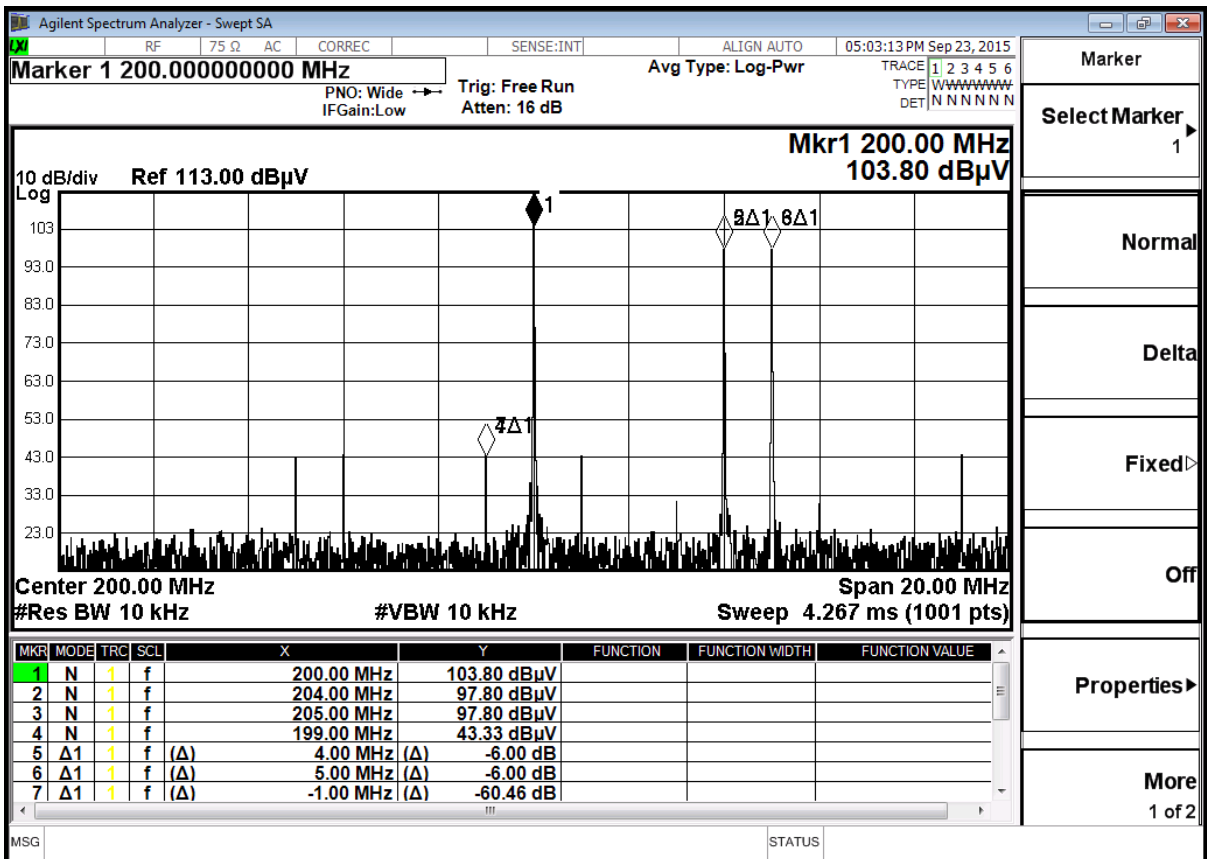 Agilent Spectrum Analyzer - Swept SA
LXI RF 75 Ω AC CORREC SENSE:INT ALIGN AUTO 05:03:13 PM Sep 23, 2015
Marker 1 200.000000000 MHz
PNO: Wide
IFGain:Low
Trig: Free Run
Atten: 16 dB
Avg Type: Log-Pwr
TRACE 1 2 3 4 5 6
TYPE WWWWWW
DET N N N N N N
Mkr1 200.00 MHz
103.80 dBµV
10 dB/div Ref 113.00 dBµV
Log
1
6Δ1
Δ1
103
93.0
83.0
73.0
63.0
53.0
43.0
33.0
23.0
Center 200.00 MHz Span 20.00 MHz
#Res BW 10 kHz #VBW 10 kHz Sweep 4.267 ms (1001 pts)
MKR MODE TRC SCL X Y FUNCTION FUNCTION WIDTH FUNCTION VALUE
1 N 1 f 200.00 MHz 103.80 dBµV
2 N 1 f 204.00 MHz 97.80 dBµV
3 N 1 f 205.00 MHz 97.80 dBµV
4 N 1 f 199.00 MHz 43.33 dBµV
5 Δ1 1 f (Δ) 4.00 MHz (Δ) -6.00 dB
6 Δ1 1 f (Δ) 5.00 MHz (Δ) -6.00 dB
7 Δ1 1 f (Δ) -1.00 MHz (Δ) -60.46 dB
MSG STATUS
Marker
Select Marker
1
Normal
Delta
Fixed
Off
Properties
More
1 of 2